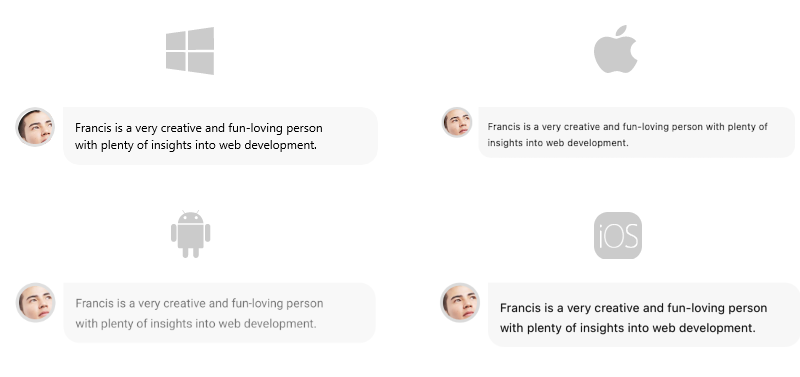 Francis is a very creative and fun-loving person
with plenty of insights into web development.
Francis is a very creative and fun-loving person with plenty of
insights into web development.
iOS
Francis is a very creative and fun-loving person
with plenty of insights into web development.
Francis is a very creative and fun-loving person
with plenty of insights into web development.